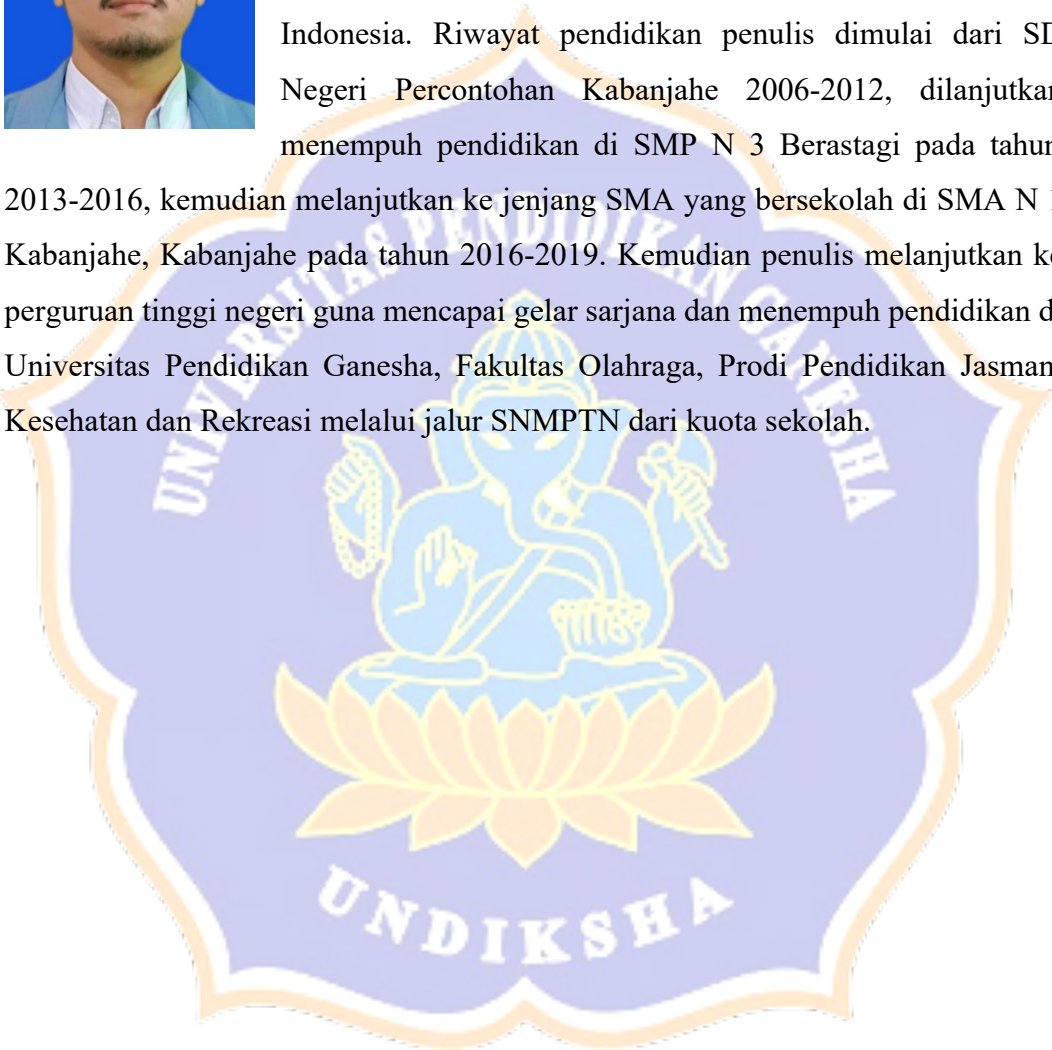 Indonesia. Riwayat pendidikan penulis dimulai dari SD
Negeri Percontohan Kabanjahe 2006-2012, dilanjutkan
menempuh pendidikan di SMP N 3 Berastagi pada tahun
2013-2016, kemudian melanjutkan ke jenjang SMA yang bersekolah di SMA N 1
Kabanjahe, Kabanjahe pada tahun 2016-2019. Kemudian penulis melanjutkan ke
perguruan tinggi negeri guna mencapai gelar sarjana dan menempuh pendidikan d
Universitas Pendidikan Ganesha, Fakultas Olahraga, Prodi Pendidikan Jasman
Kesehatan dan Rekreasi melalui jalur SNMPTN dari kuota sekolah.
UNIVERSITAS PENDIDIKAN GANESHA
UNDIKSHA